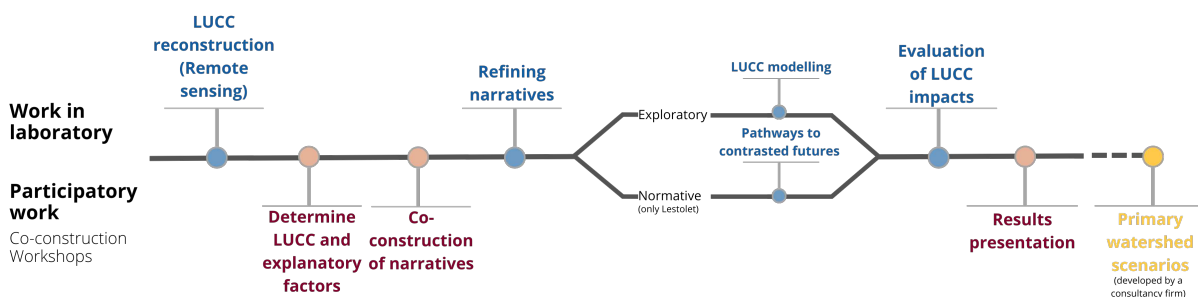 LUCC
reconstruction
(Remote
sensing)
Work in
laboratory
Participatory
work
Co-construction
Workshops
Determine
LUCC and
explanatory
factors
Co-
construction
of narratives
Refining
narratives
Exploratory
LUCC modelling
Pathways to
contrasted futures
Normative
(only Lestolet)
Evaluation
of LUCC
impacts
Results
presentation
Primary
watershed
scenarios
(developed by a
consultancy firm)